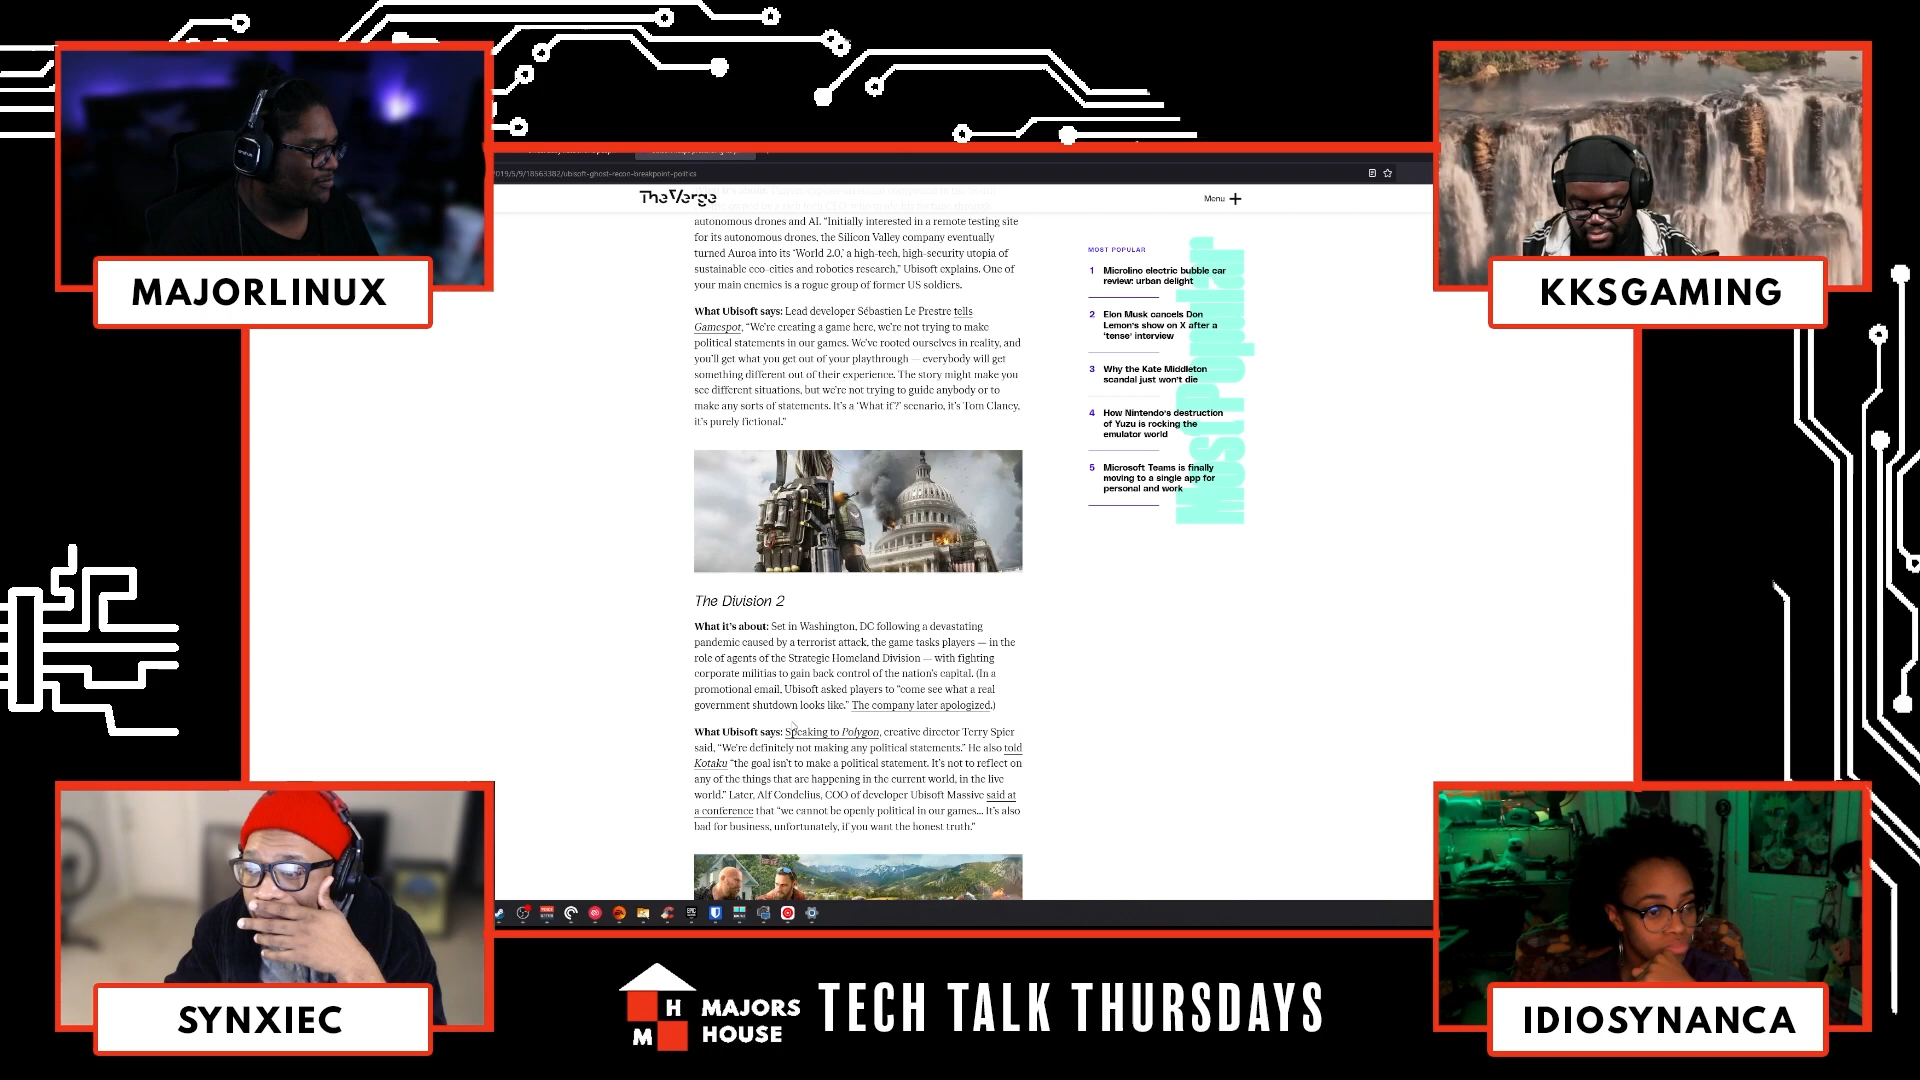 MAJORLINUX
KKSGAMING
019/5/9/18563382/ubisoft-ghost-recon-breakpoint-politics
TheVerge
Menu
autonomous drones and AI. “Initially interested in a remote testing site
for its autonomous drones, the Silicon Valley company eventually
turned Auroa into its ‘World 2.0,’ a high-tech, high-security utopia of
sustainable eco-cities and robotics research,” Ubisoft explains. One of
your main enemies is a rogue group of former US soldiers.
What Ubisoft says: Lead developer Sébastien Le Prestre tells
Gamespot, “We’re creating a game here, we’re not trying to make
political statements in our games. We’ve rooted ourselves in reality, and
you’ll get what you get out of your playthrough — everybody will get
something different out of their experience. The story might make you
see different situations, but we’re not trying to guide anybody or to
make any sorts of statements. It’s a ‘What if?’ scenario, it’s Tom Clancy,
it’s purely fictional.”
The Division 2
What it’s about: Set in Washington, DC following a devastating
pandemic caused by a terrorist attack, the game tasks players — in the
role of agents of the Strategic Homeland Division — with fighting
corporate militias to gain back control of the nation’s capital. (In a
promotional email, Ubisoft asked players to “come see what a real
government shutdown looks like.” The company later apologized.)
What Ubisoft says: Speaking to Polygon, creative director Terry Spier
said, “We’re definitely not making any political statements.” He also told
Kotaku “the goal isn’t to make a political statement. It’s not to reflect on
any of the things that are happening in the current world, in the live
world.” Later, Alf Condelius, COO of developer Ubisoft Massive said at
a conference that “we cannot be openly political in our games... It’s also
bad for business, unfortunately, if you want the honest truth.”
MOST POPULAR
Most Popular
1 Microlino electric bubble car
review: urban delight
2 Elon Musk cancels Don
Lemon’s show on X after a
‘tense’ interview
3 Why the Kate Middleton
scandal just won’t die
4 How Nintendo’s destruction
of Yuzu is rocking the
emulator world
5 Microsoft Teams is finally
moving to a single app for
personal and work
SYNXIEC
IDIOSYNANCA
H
M
MAJORS
HOUSE
TECH TALK THURSDAYS